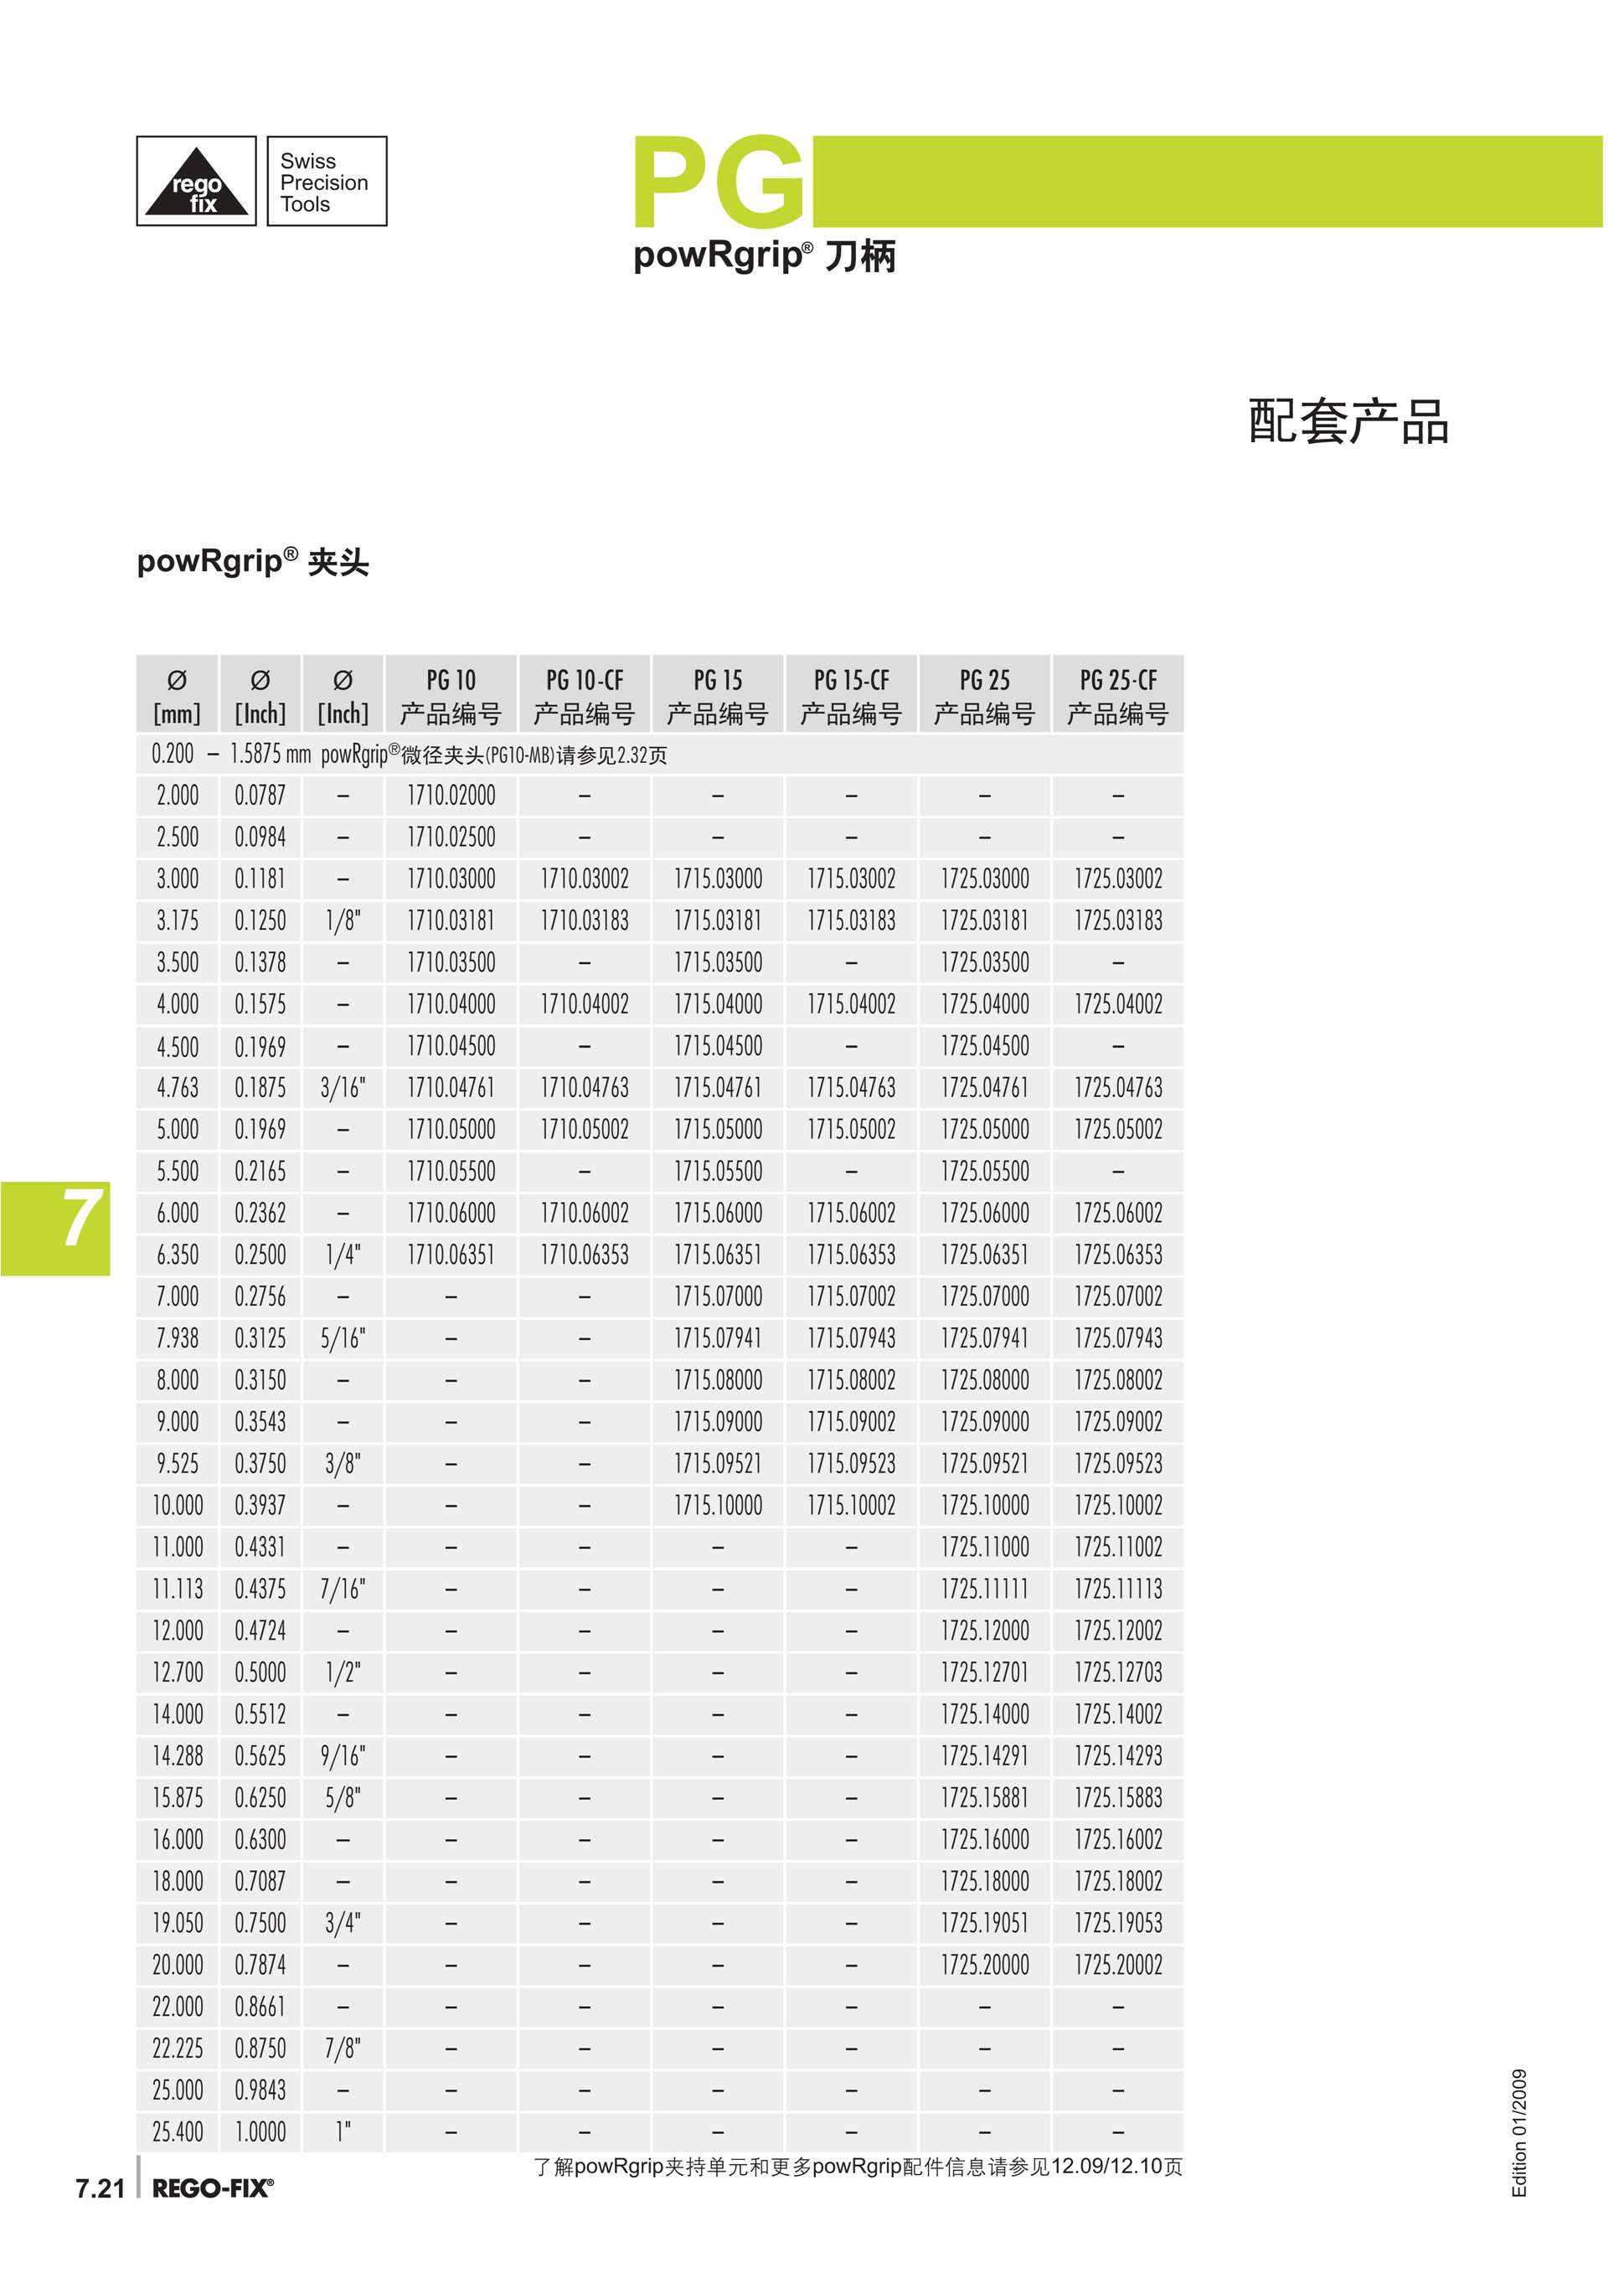 rego
fix
Swiss
Precision
Tools
PG
powRgrip® 刀柄
配套产品
powRgrip® 夹头
Ø [mm] Ø [Inch] Ø [Inch] PG 10 产品编号 PG 10-CF 产品编号 PG 15 产品编号 PG 15-CF 产品编号 PG 25 产品编号 PG 25-CF 产品编号
0.200 – 1.5875 mm powRgrip®微径夹头(PG10-MB)请参见2.32页
2.000 0.0787 – 1710.02000 – – – – –
2.500 0.0984 – 1710.02500 – – – – –
3.000 0.1181 – 1710.03000 1710.03002 1715.03000 1715.03002 1725.03000 1725.03002
3.175 0.1250 1/8" 1710.03181 1710.03183 1715.03181 1715.03183 1725.03181 1725.03183
3.500 0.1378 – 1710.03500 – 1715.03500 – 1725.03500 –
4.000 0.1575 – 1710.04000 1710.04002 1715.04000 1715.04002 1725.04000 1725.04002
4.500 0.1969 – 1710.04500 – 1715.04500 – 1725.04500 –
4.763 0.1875 3/16" 1710.04761 1710.04763 1715.04761 1715.04763 1725.04761 1725.04763
5.000 0.1969 – 1710.05000 1710.05002 1715.05000 1715.05002 1725.05000 1725.05002
5.500 0.2165 – 1710.05500 – 1715.05500 – 1725.05500 –
6.000 0.2362 – 1710.06000 1710.06002 1715.06000 1715.06002 1725.06000 1725.06002
6.350 0.2500 1/4" 1710.06351 1710.06353 1715.06351 1715.06353 1725.06351 1725.06353
7.000 0.2756 – – – 1715.07000 1715.07002 1725.07000 1725.07002
7.938 0.3125 5/16" – – 1715.07941 1715.07943 1725.07941 1725.07943
8.000 0.3150 – – – 1715.08000 1715.08002 1725.08000 1725.08002
9.000 0.3543 – – – 1715.09000 1715.09002 1725.09000 1725.09002
9.525 0.3750 3/8" – – 1715.09521 1715.09523 1725.09521 1725.09523
10.000 0.3937 – – – 1715.10000 1715.10002 1725.10000 1725.10002
11.000 0.4331 – – – – – 1725.11000 1725.11002
11.113 0.4375 7/16" – – – – 1725.11111 1725.11113
12.000 0.4724 – – – – – 1725.12000 1725.12002
12.700 0.5000 1/2" – – – – 1725.12701 1725.12703
14.000 0.5512 – – – – – 1725.14000 1725.14002
14.288 0.5625 9/16" – – – – 1725.14291 1725.14293
15.875 0.6250 5/8" – – – – 1725.15881 1725.15883
16.000 0.6300 – – – – – 1725.16000 1725.16002
18.000 0.7087 – – – – – 1725.18000 1725.18002
19.050 0.7500 3/4" – – – – 1725.19051 1725.19053
20.000 0.7874 – – – – – 1725.20000 1725.20002
22.000 0.8661 – – – – – – –
22.225 0.8750 7/8" – – – – – –
25.000 0.9843 – – – – – – –
25.400 1.0000 1" – – – – – –
7
了解powRgrip夹持单元和更多powRgrip配件信息请参见12.09/12.10页
7.21 REGO-FIX®
Edition 01/2009